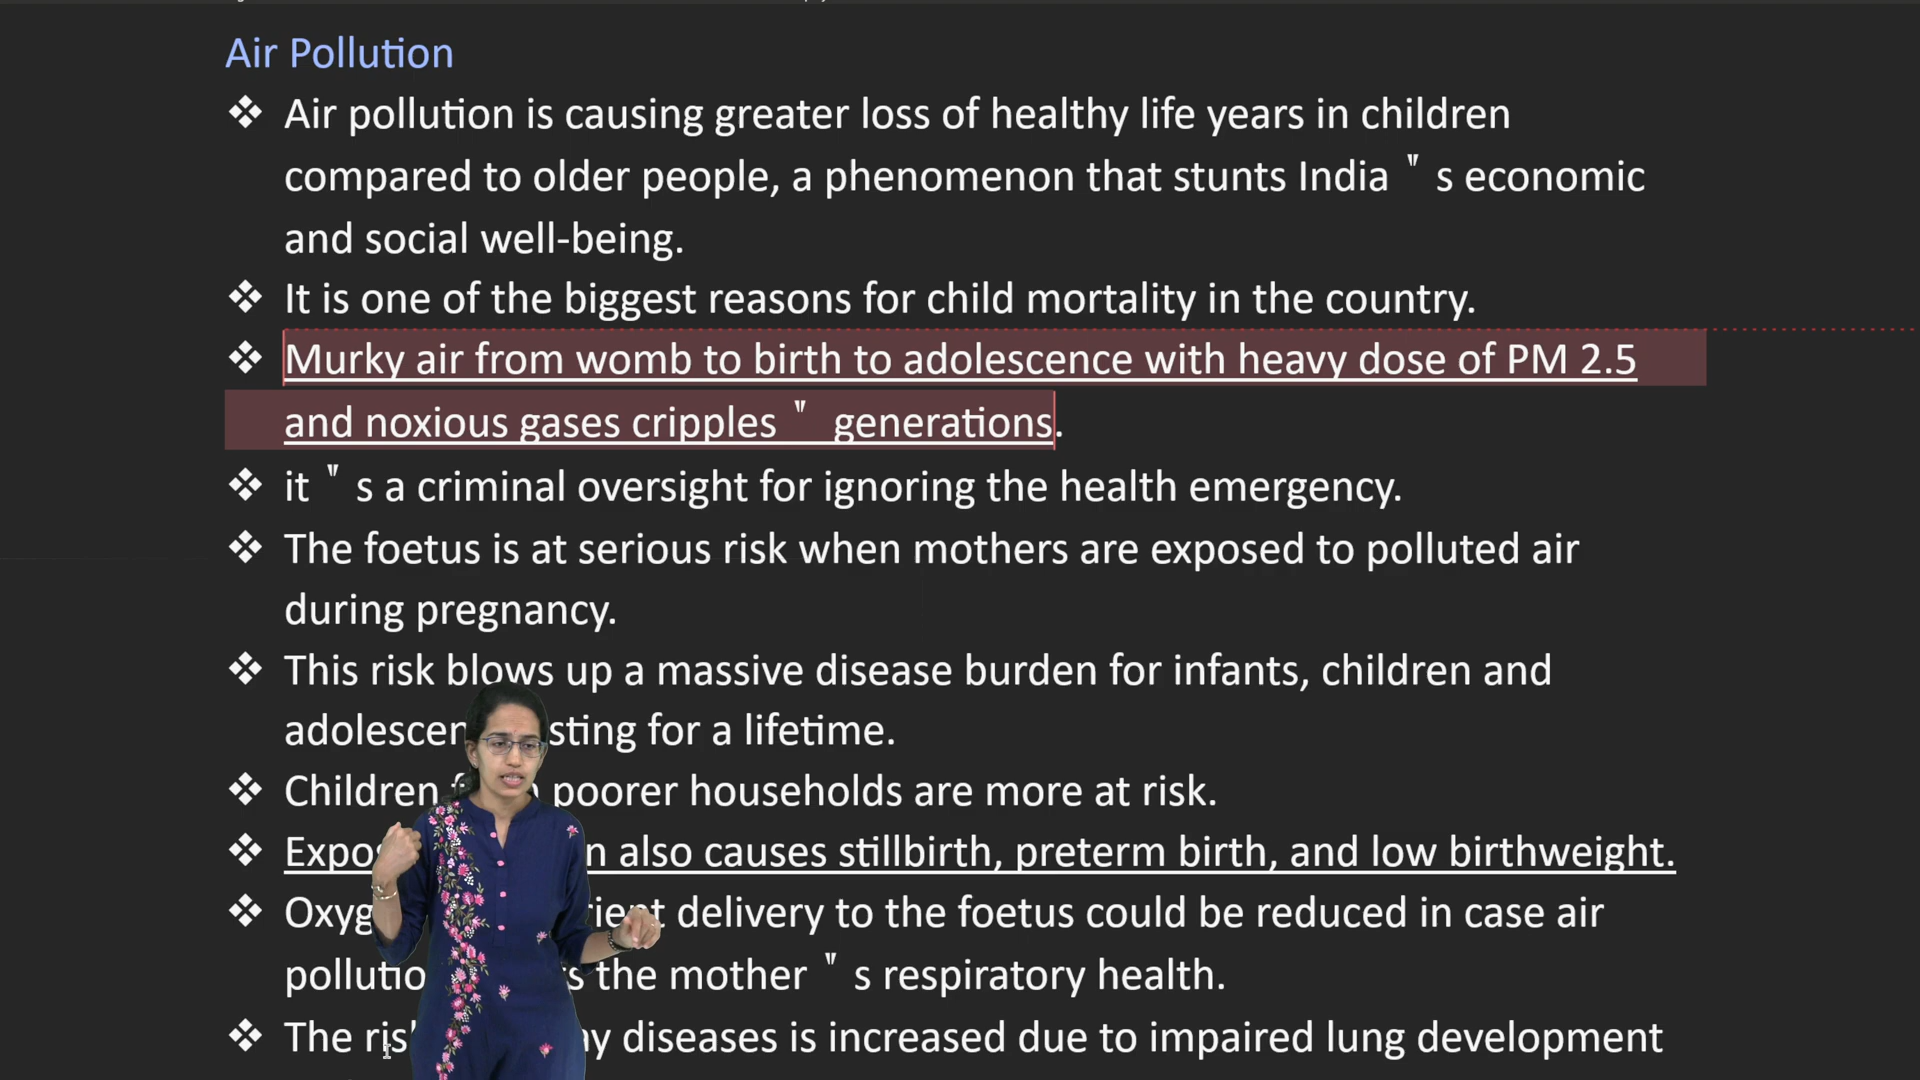 Air Pollution
❖ Air pollution is causing greater loss of healthy life years in children
compared to older people, a phenomenon that stunts India ‟ s economic
and social well-being.
❖ It is one of the biggest reasons for child mortality in the country.
❖ Murky air from womb to birth to adolescence with heavy dose of PM 2.5
and noxious gases cripples ‟ generations.
❖ it ‟ s a criminal oversight for ignoring the health emergency.
❖ The foetus is at serious risk when mothers are exposed to polluted air
during pregnancy.
❖ This risk blows up a massive disease burden for infants, children and
for a lifetime.
❖ Children poorer households are more at risk.
❖ also causes stillbirth, preterm birth, and low birthweight.
❖ delivery to the foetus could be reduced in case air
the mother ‟ s respiratory health.
❖ The diseases is increased due to impaired lung development